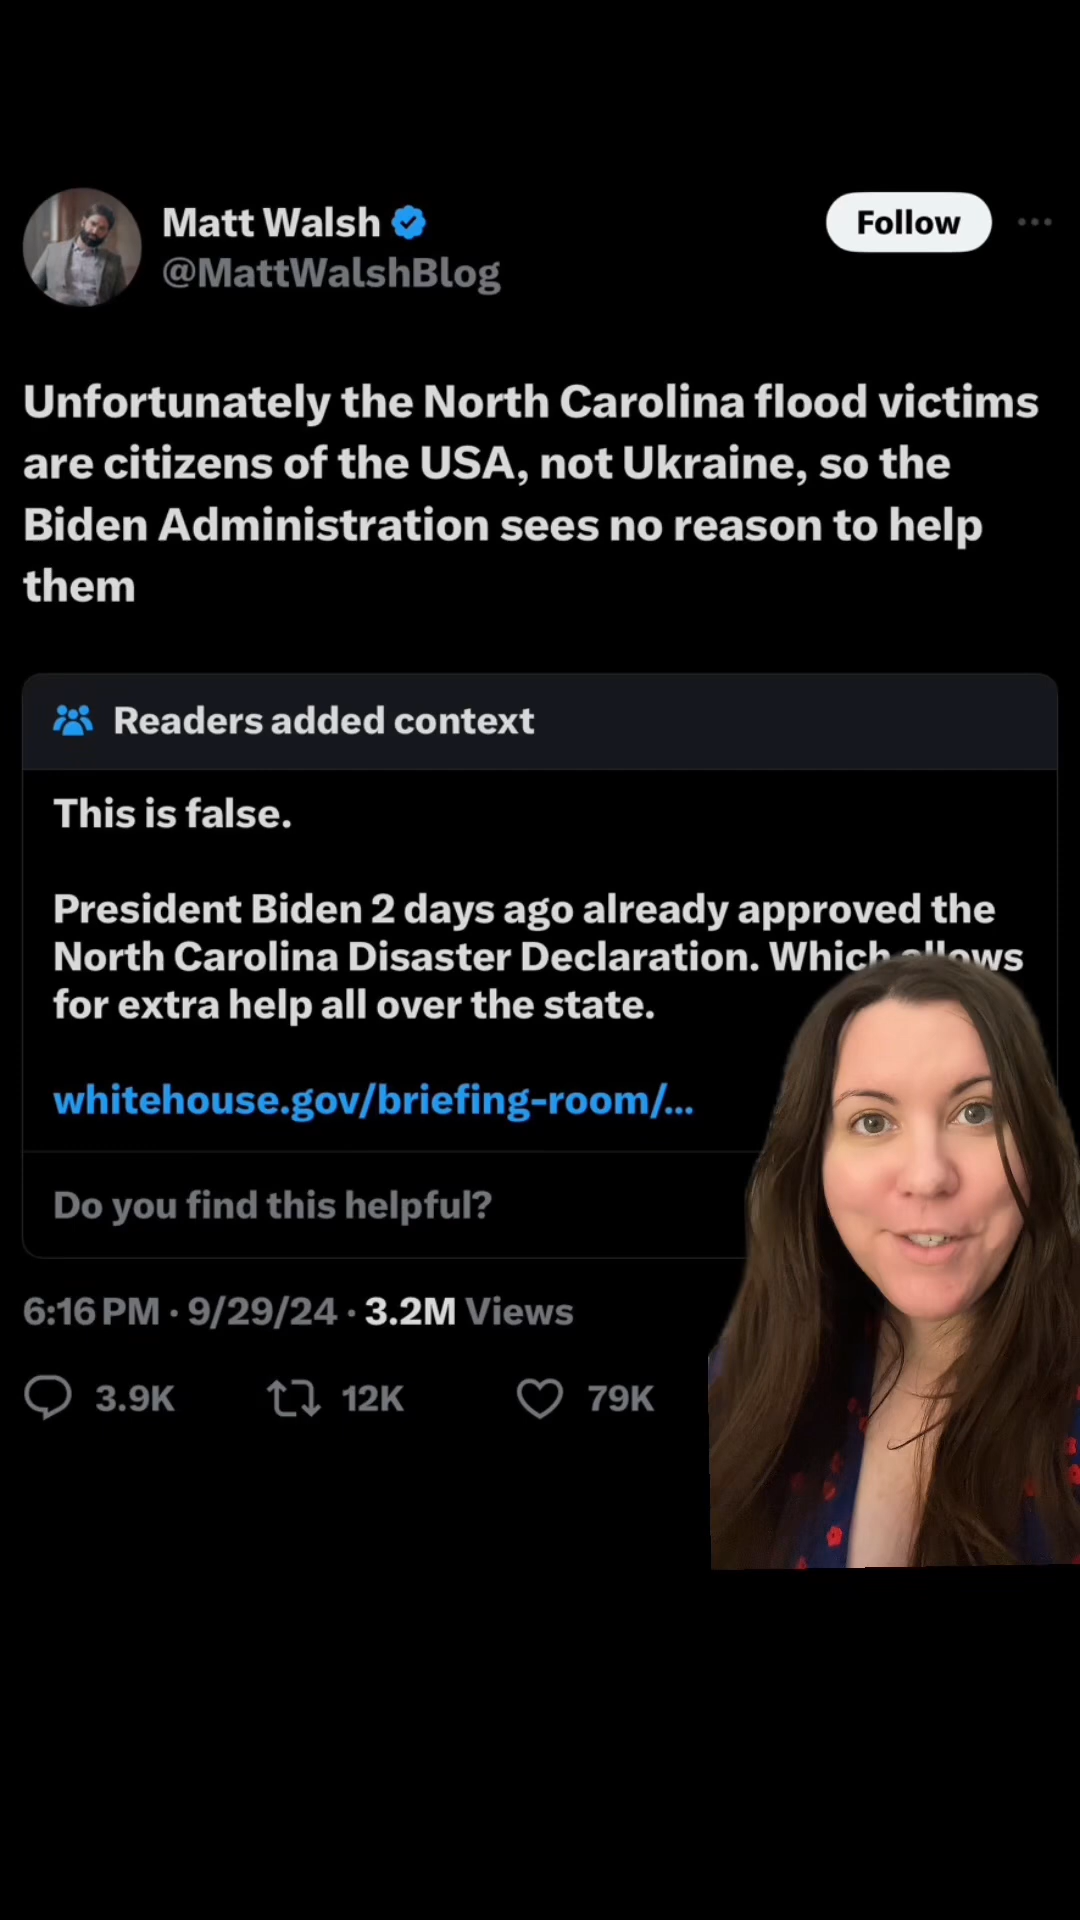 Matt Walsh
Follow
@MattWalshBlog
Unfortunately the North Carolina flood victims
are citizens of the USA, not Ukraine, so the
Biden Administration sees no reason to help
them
Readers added context
This is false.
President Biden 2 days ago already approved the
North Carolina Disaster Declaration. Which allows
for extra help all over the state.
whitehouse.gov/briefing-room/...
Do you find this helpful?
6:16 PM · 9/29/24 · 3.2M Views
3.9K 12K 79K